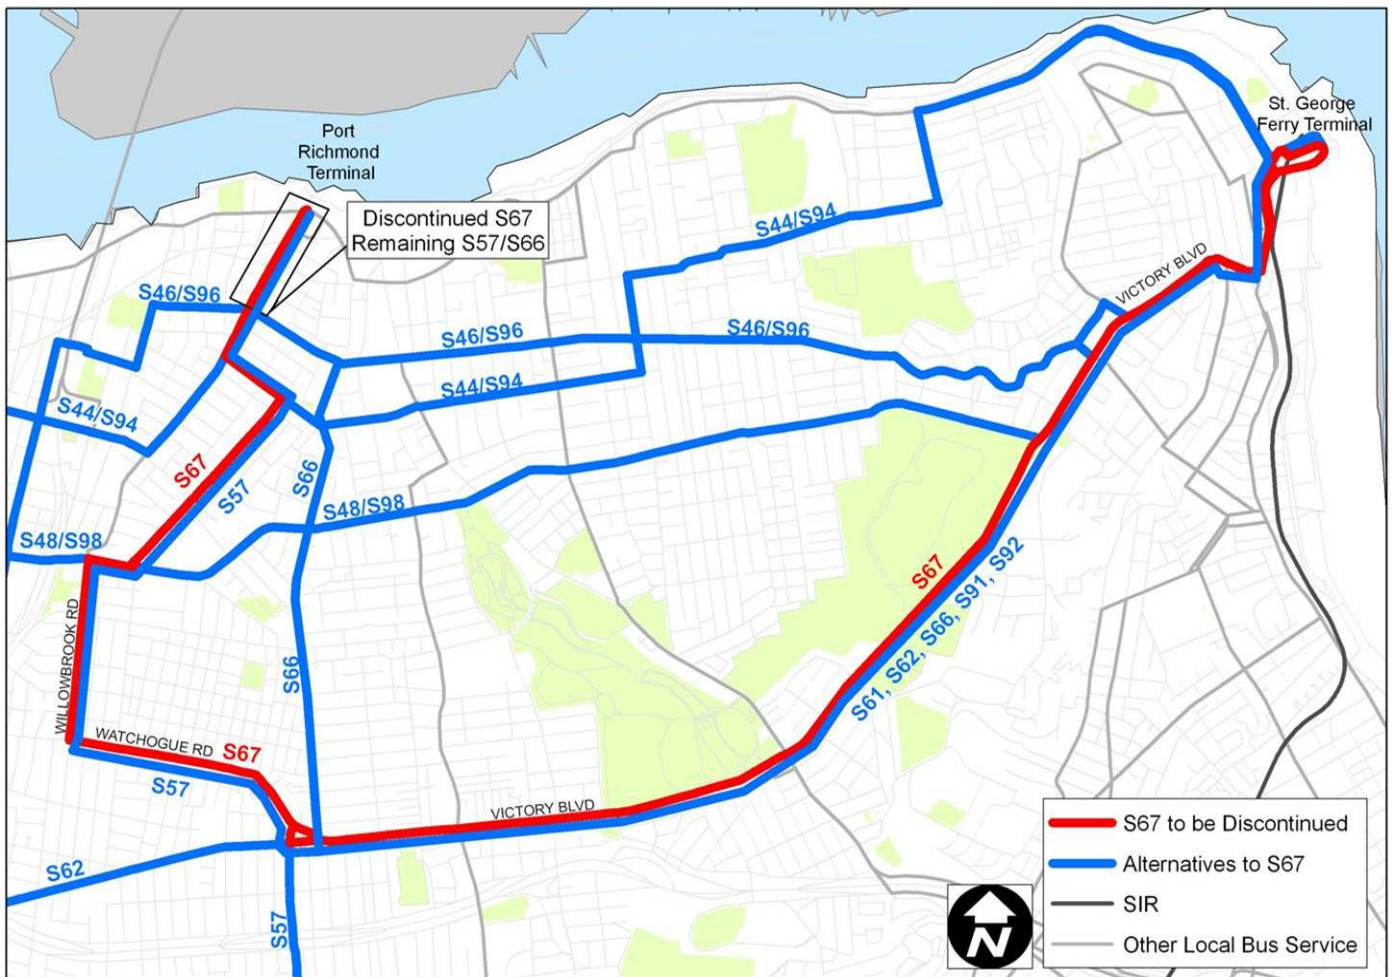 St. George
Ferry Terminal
Port
Richmond
Terminal
Discontinued S67
Remaining S57/S66
S44/S94
VICTORY BLVD
S46/S96
S46/S96
S46/S96
S44/S94
S44/S94
S67
S57
S66
S48/S98
S48/S98
S67
S61, S62, S66, S91, S92
WILLOWBROOK RD
S66
WATCHOGUE RD
S67
S57
VICTORY BLVD
S62
S57
S67 to be Discontinued
Alternatives to S67
SIR
Other Local Bus Service
N